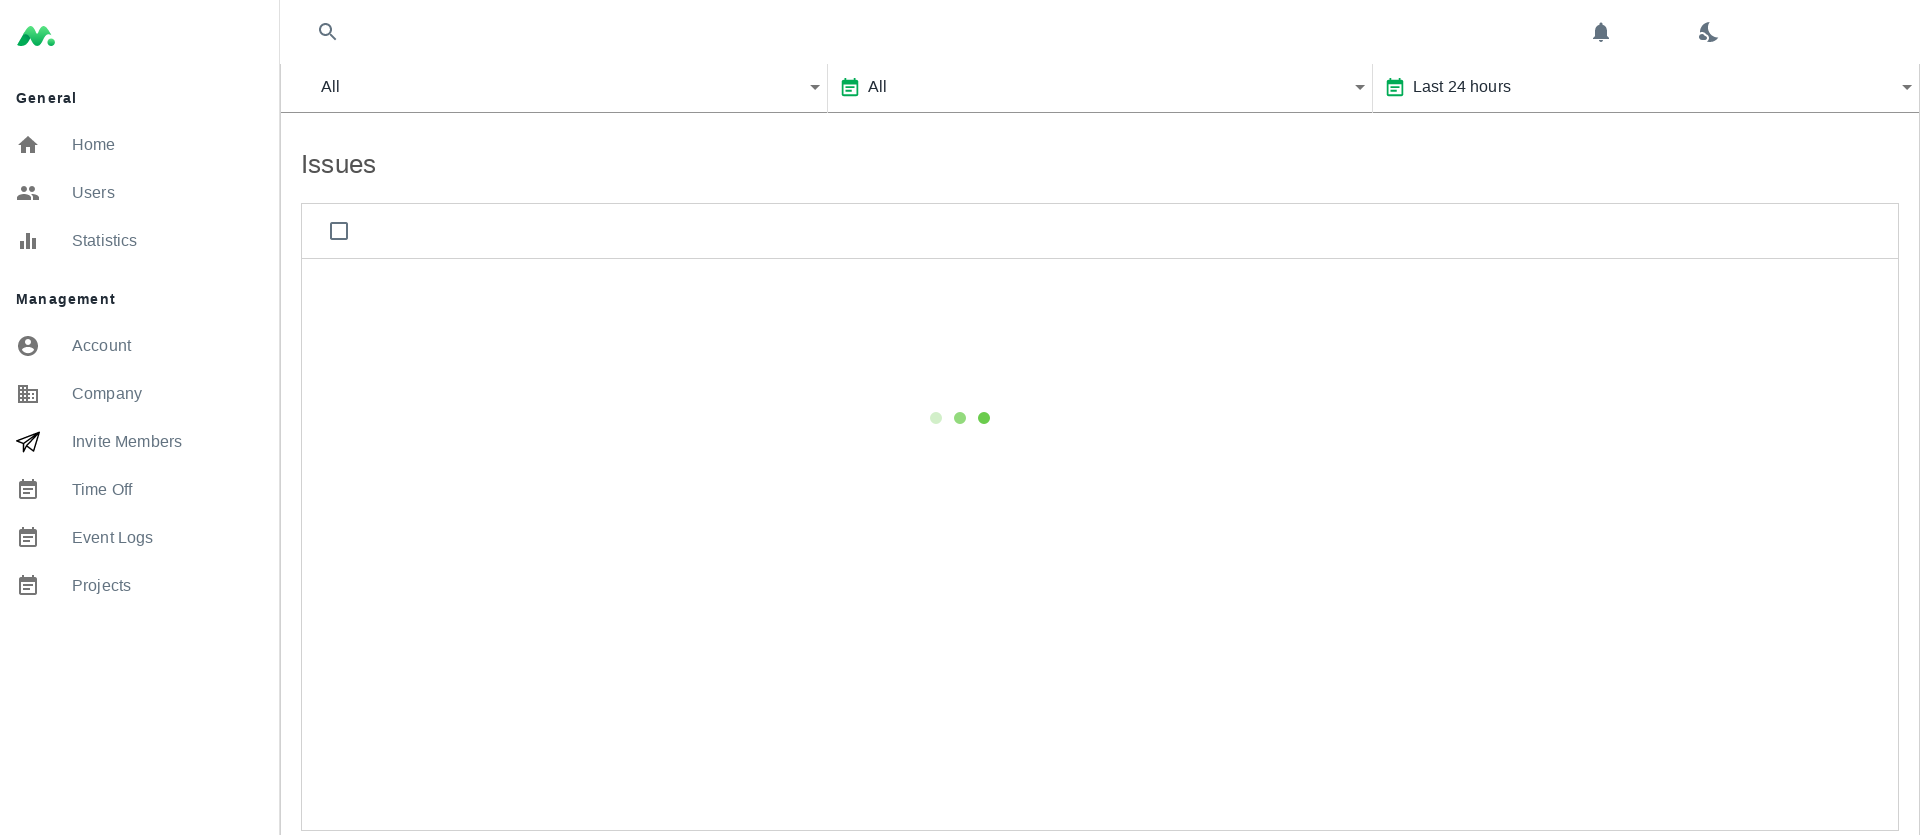 General
Home
Users
Statistics
Management
Account
Company
Invite Members
Time Off
Event Logs
Projects
All
All
Last 24 hours
Issues